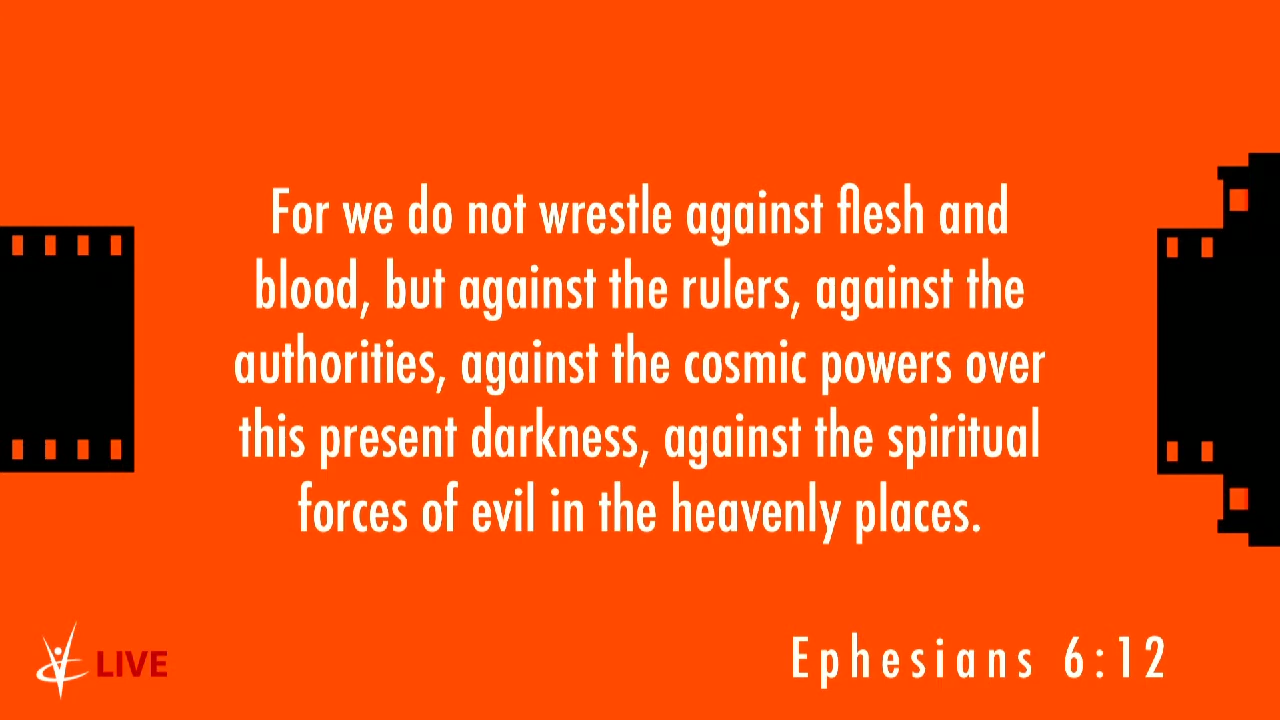 For we do not wrestle against flesh and
blood, but against the rulers, against the
authorities, against the cosmic powers over
this present darkness, against the spiritual
forces of evil in the heavenly places.
Ephesians 6:12
LIVE